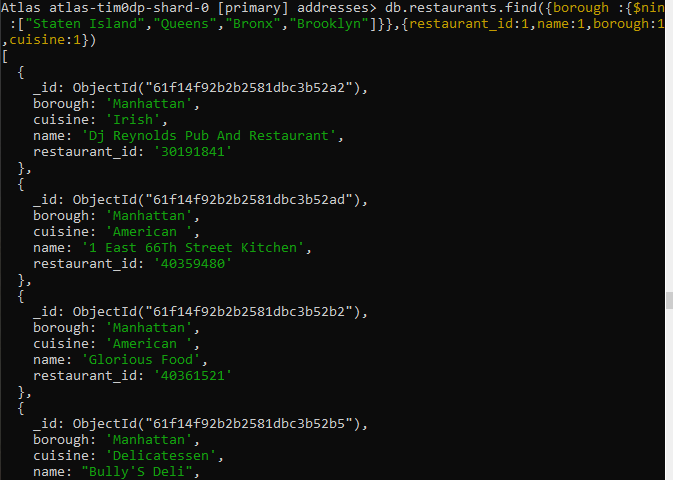 Atlas atlas-tim0dp-shard-0 [primary] addresses> db.restaurants.find({borough :{$nin
 :["Staten Island","Queens","Bronx","Brooklyn"]}},{restaurant_id:1,name:1,borough:1
,cuisine:1})
[
  {
    _id: ObjectId("61f14f92b2b2581dbc3b52a2"),
    borough: 'Manhattan',
    cuisine: 'Irish',
    name: 'Dj Reynolds Pub And Restaurant',
    restaurant_id: '30191841'
  },
  {
    _id: ObjectId("61f14f92b2b2581dbc3b52ad"),
    borough: 'Manhattan',
    cuisine: 'American ',
    name: '1 East 66Th Street Kitchen',
    restaurant_id: '40359480'
  },
  {
    _id: ObjectId("61f14f92b2b2581dbc3b52b2"),
    borough: 'Manhattan',
    cuisine: 'American ',
    name: 'Glorious Food',
    restaurant_id: '40361521'
  },
  {
    _id: ObjectId("61f14f92b2b2581dbc3b52b5"),
    borough: 'Manhattan',
    cuisine: 'Delicatessen',
    name: "Bully'S Deli",